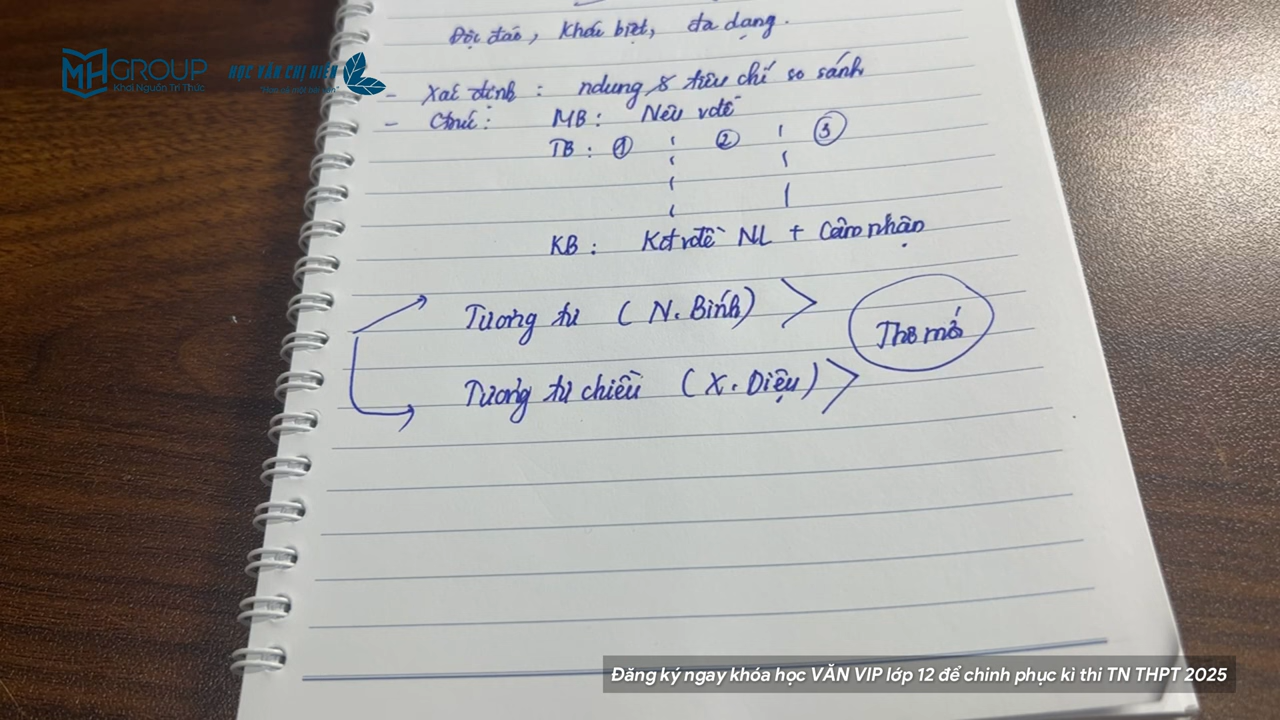 Độc đáo, khác biệt, đa dạng.
MH GROUP
Khơi Nguồn Tri Thức
HỌC VĂN CHỊ HIÊN
- Xác định : ndung & tiêu chí so sánh
- Ctrúc : MB : Nêu vđề
TB : ① ② ③
KB : Kđ vđề NL + Cảm nhận
Tương tư ( N. Bính)
Thơ mới
Tương tư chiều ( X. Diệu)
Đăng ký ngay khóa học VĂN VIP lớp 12 để chinh phục kì thi TN THPT 2025